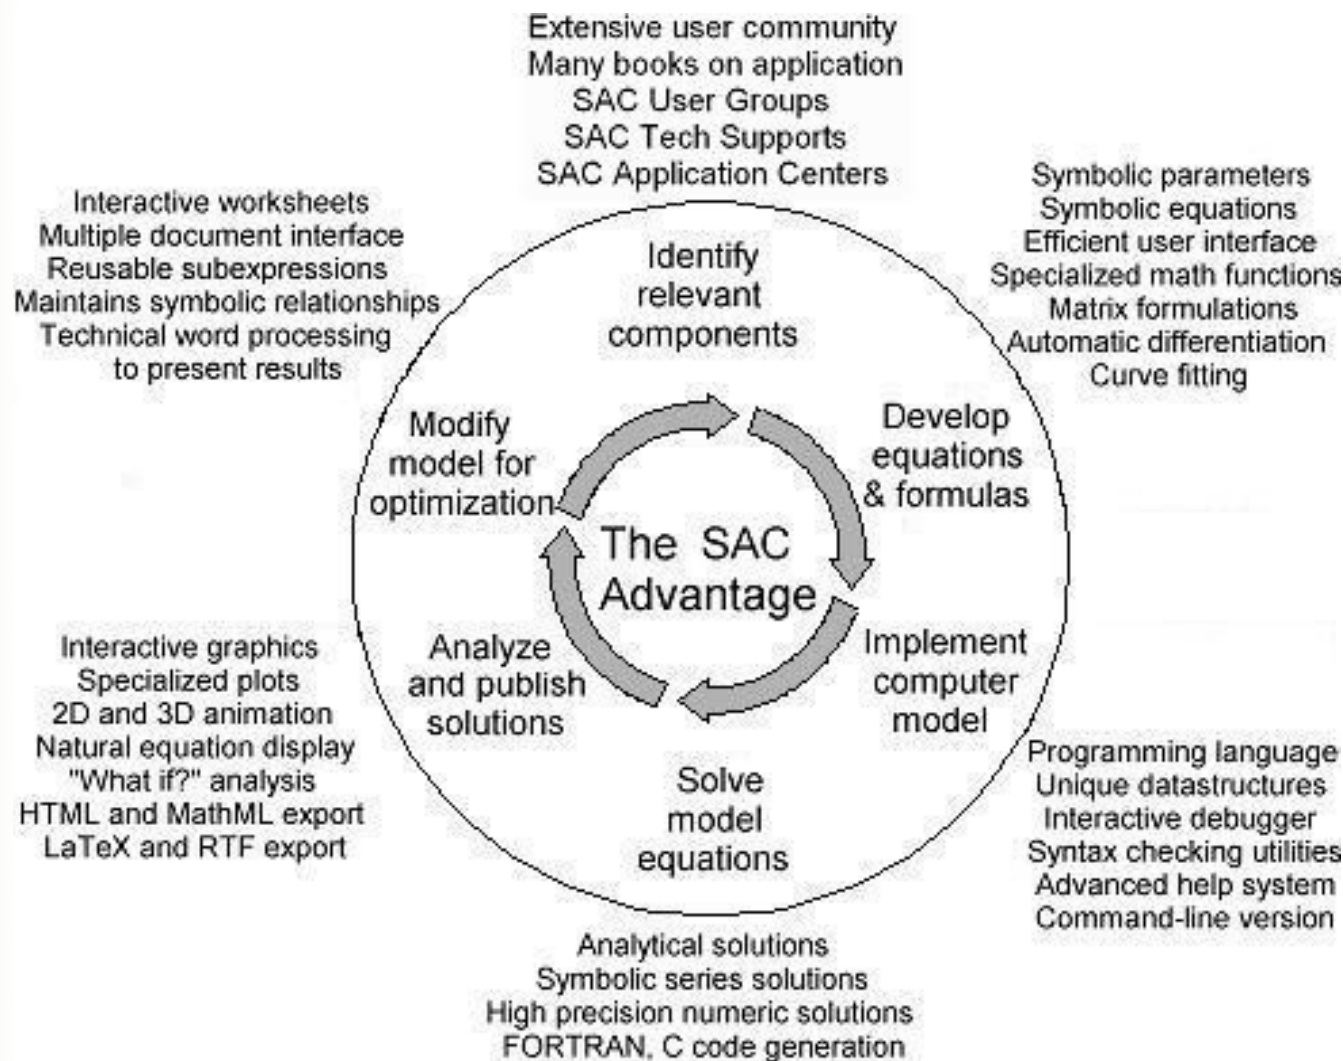 Extensive user community
Many books on application
SAC User Groups
SAC Tech Supports
SAC Application Centers
Interactive worksheets
Multiple document interface
Reusable subexpressions
Maintains symbolic relationships
Technical word processing
to present results
Symbolic parameters
Symbolic equations
Efficient user interface
Specialized math functions
Matrix formulations
Automatic differentiation
Curve fitting
Identify
relevant
components
Modify
model for
optimization
Develop
equations
& formulas
The SAC
Advantage
Analyze
and publish
solutions
Implement
computer
model
Solve
model
equations
Interactive graphics
Specialized plots
2D and 3D animation
Natural equation display
"What if?" analysis
HTML and MathML export
LaTeX and RTF export
Programming language
Unique datastructures
Interactive debugger
Syntax checking utilities
Advanced help system
Command-line version
Analytical solutions
Symbolic series solutions
High precision numeric solutions
FORTRAN, C code generation